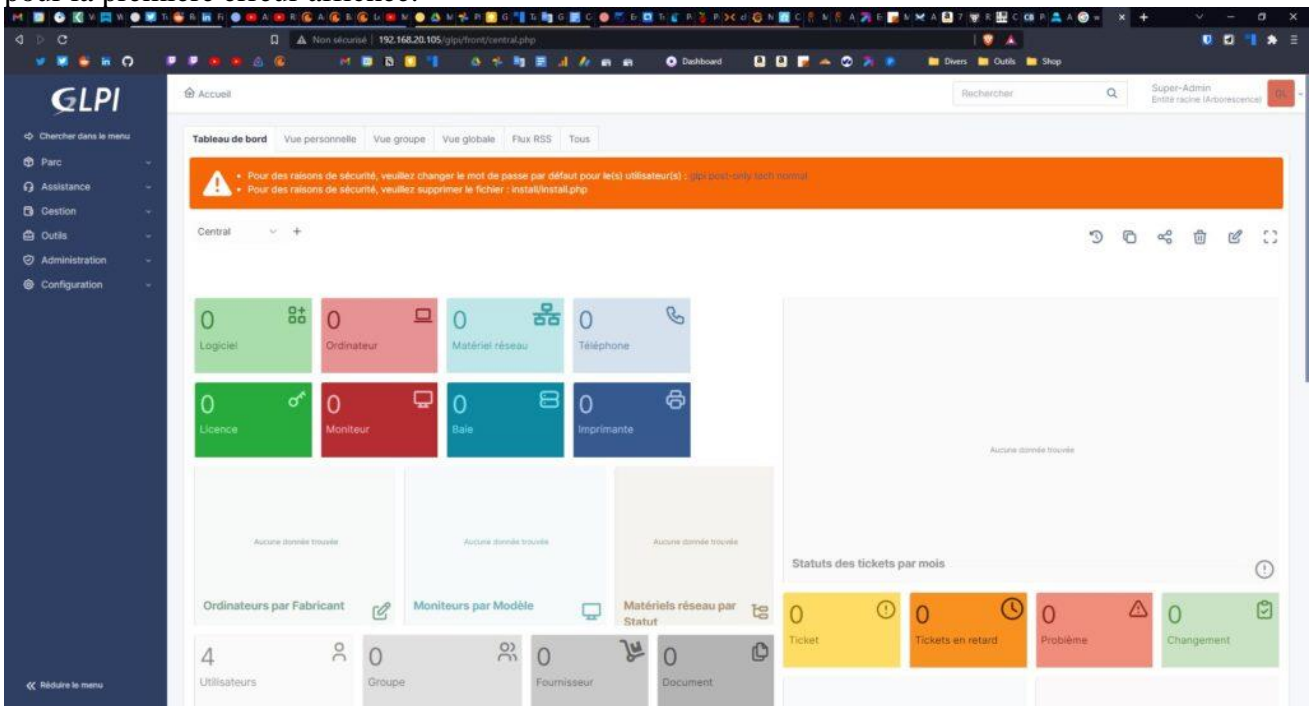 pour la première erreur affichée.
Non sécurisé | 192.168.20.105/glpi/front/central.php
Dashboard
Divers
Outils
Shop
GLPI
Accueil
Rechercher
Super-Admin
Entité racine (Arborescence)
Chercher dans le menu
Parc
Assistance
Gestion
Outils
Administration
Configuration
Tableau de bord Vue personnelle Vue groupe Vue globale Flux RSS Tous
Pour des raisons de sécurité, veuillez changer le mot de passe par défaut pour le(s) utilisateur(s) : glpi post-only tech normal
Pour des raisons de sécurité, veuillez supprimer le fichier : install/install.php
Central
0 0 0 0
Logiciel Ordinateur Matériel réseau Téléphone
0 0 0 0
Licence Moniteur Baie Imprimante
Aucune donnée trouvée
Aucune donnée trouvée
Aucune donnée trouvée
Aucune donnée trouvée
Statuts des tickets par mois
Ordinateurs par Fabricant
Moniteurs par Modèle
Matériels réseau par
Statut
0 0 0 0
Ticket Tickets en retard Problème Changement
4 0 0 0
Utilisateurs Groupe Fournisseur Document
Réduire le menu